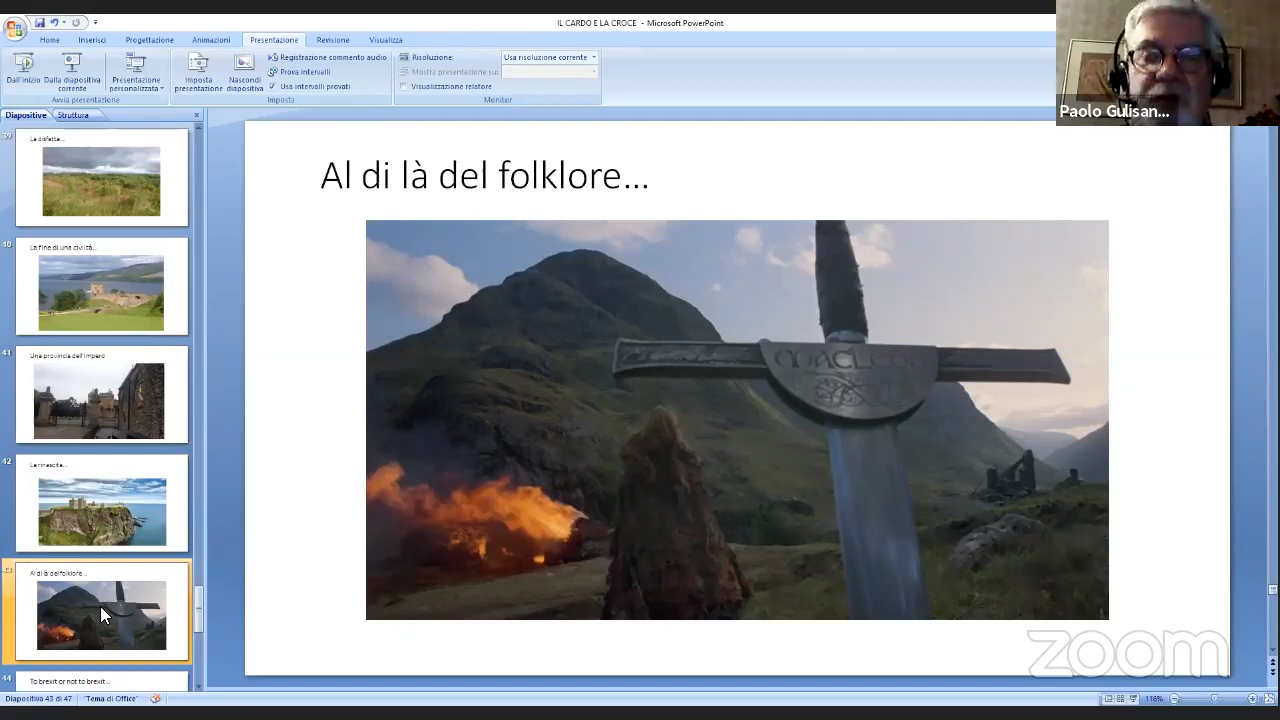 IL CARDO E LA CROCE - Microsoft PowerPoint
Home Inserisci Progettazione Animazioni Presentazione Revisione Visualizza
Dall'inizio
Dalla diapositiva corrente
Presentazione personalizzata
Imposta presentazione
Nascondi diapositiva
Registrazione commento audio
Prova intervalli
Usa intervalli provati
Risoluzione: Usa risoluzione corrente
Mostra presentazione su:
Visualizzazione relatore
Avvia presentazione
Imposta
Monitor
Paolo Gulisan...
Diapositive Struttura
39
La disfatta...
40
La fine di una civiltà...
41
Una provincia dell'Impero
42
La rinascita...
43
Al di là del folklore...
44
To brexit or not to brexit...
Al di là del folklore...
MACLEOD
zoom
Diapositiva 43 di 47 "Tema di Office" 118%